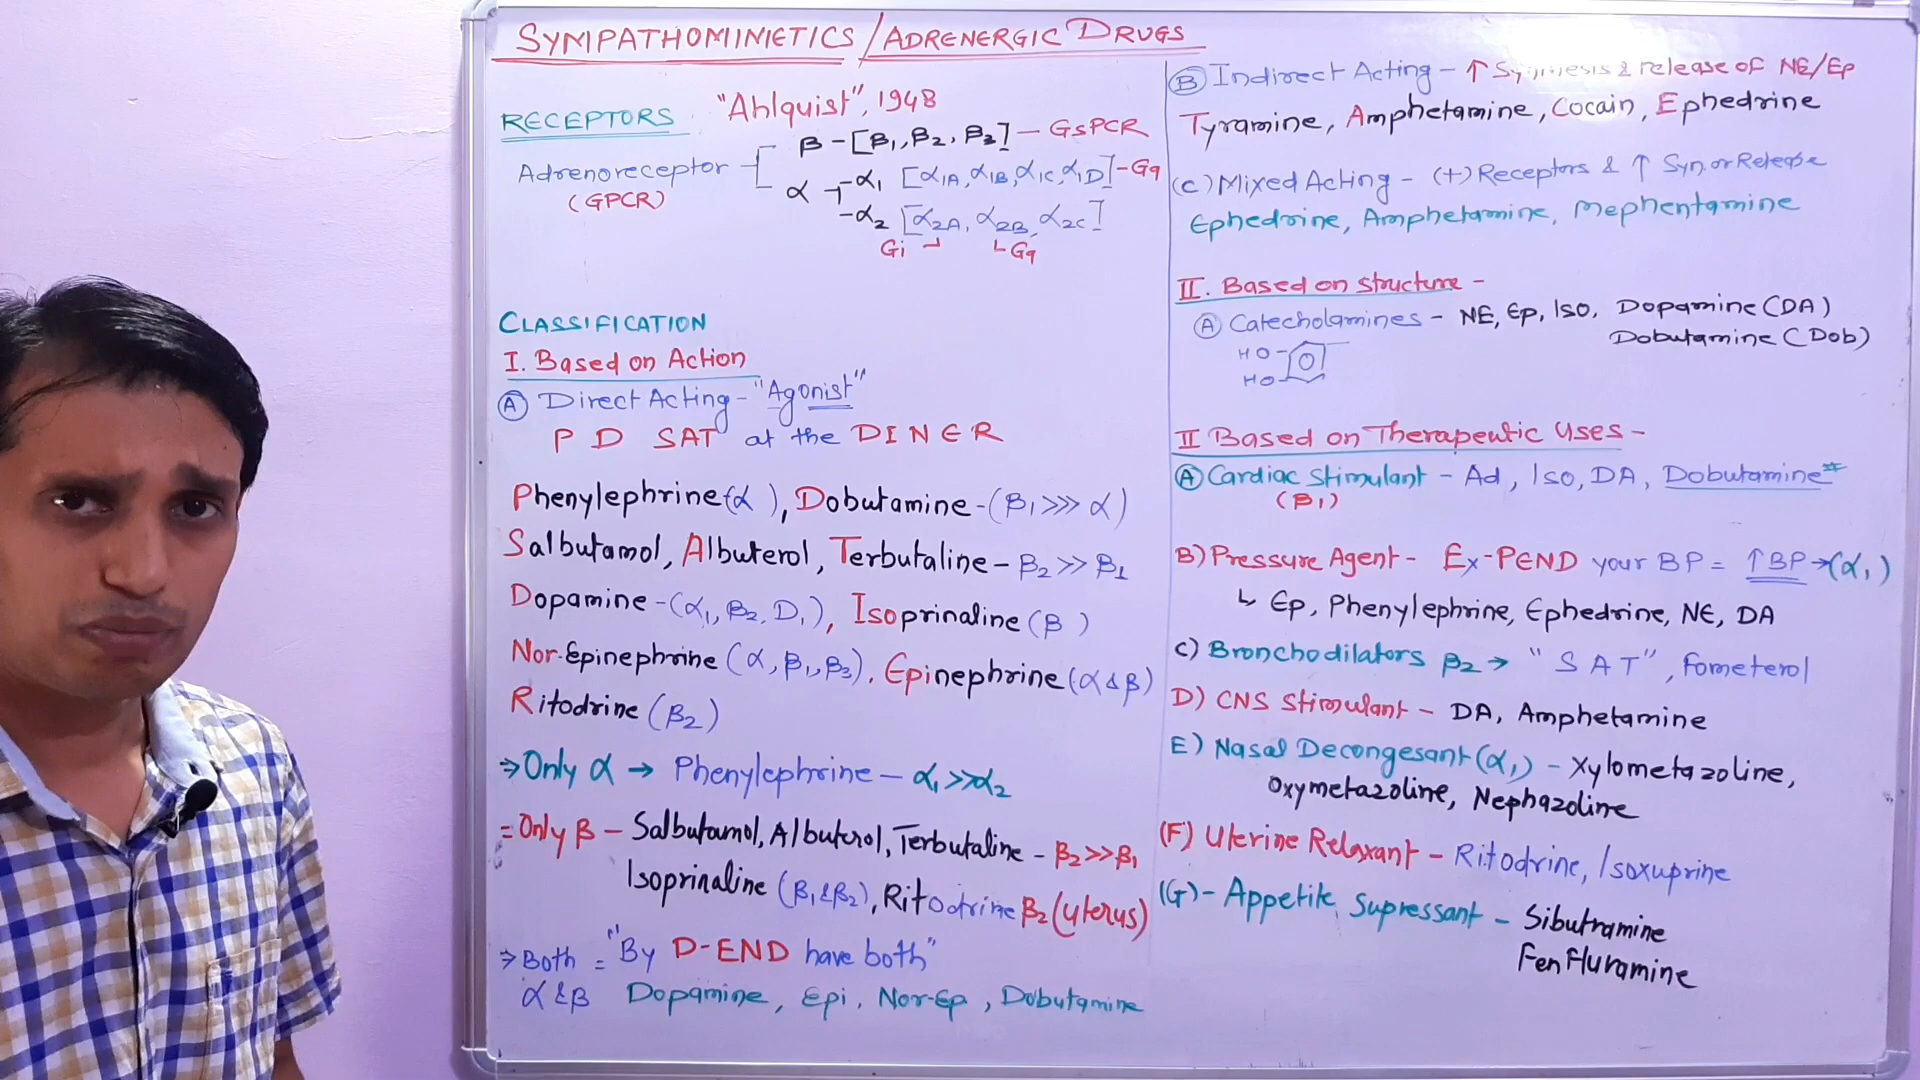 SYMPATHOMIMETICS / ADRENERGIC DRUGS
RECEPTORS "Ahlquist", 1948
Adrenoreceptor
(GPCR)
β - [β1, β2, β3] - GsPCR
α - α1 [α1A, α1B, α1C, α1D] - Gq
- α2 [α2A, α2B, α2C]
Gi Gq
CLASSIFICATION
I. Based on Action
(A) Direct Acting - "Agonist"
P D SAT at the DINER
Phenylephrine (α), Dobutamine - (β1 >>> α)
Salbutamol, Albuterol, Terbutaline - β2 >> β1
Dopamine - (α1, β2, D1), Isoprinaline (β)
Nor-Epinephrine (α, β1, β3), Epinephrine (α & β)
Ritodrine (β2)
⇒ Only α → Phenylephrine - α1 >> α2
= Only β - Salbutamol, Albuterol, Terbutaline - β2 >> β1
Isoprinaline (β1 & β2), Ritodrine β2 (uterus)
⇒ Both = "By D-END have both"
α & β Dopamine, Epi, Nor-Ep, Dobutamine
(B) Indirect Acting - ↑ & release of NE/Ep
Tyramine, Amphetamine, Cocain, Ephedrine
(C) Mixed Acting - (+) Receptors & ↑ Syn. or Release
Ephedrine, Amphetamine, Mephentamine
II. Based on structure -
(A) Catecholamines - NE, Ep, Iso, Dopamine (DA)
Dobutamine (Dob)
HO
HO
II Based on Therapeutic Uses -
(A) Cardiac Stimulant - Ad, Iso, DA, Dobutamine*
(β1)
B) Pressure Agent - Ex-PEND your BP = ↑BP → (α1)
↳ Ep, Phenylephrine, Ephedrine, NE, DA
C) Bronchodilators β2 → "SAT", Fometerol
D) CNS Stimulant - DA, Amphetamine
E) Nasal Decongesant (α1) - Xylometazoline,
Oxymetazoline, Nephazoline
(F) Uterine Relaxant - Ritodrine, Isoxuprine
(G) - Appetite Supressant - Sibutramine
Fenfluramine